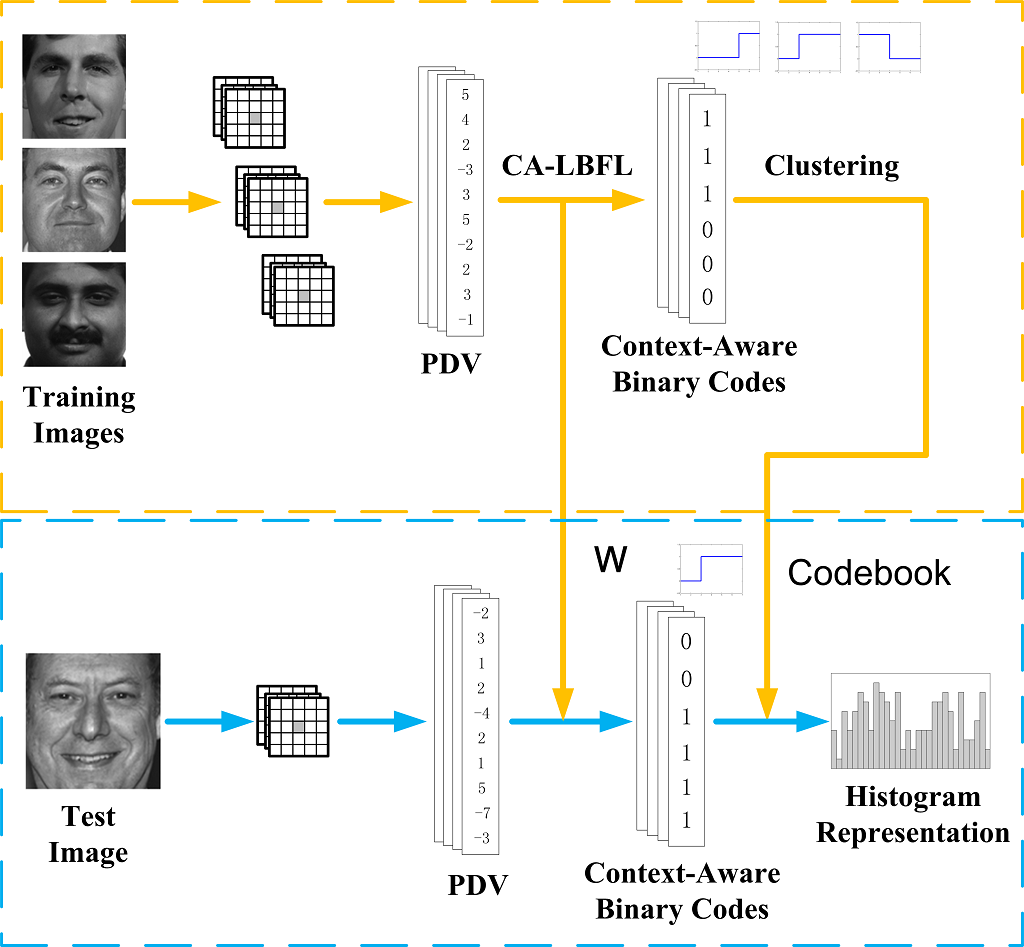 5
4
2
-3
3
5
-2
2
3
-1
PDV
CA-LBFL
1
1
1
0
0
0
Context-Aware
Binary Codes
Clustering
Training
Images
W
Codebook
-2
3
1
2
-4
2
1
5
-7
-3
PDV
0
0
1
1
1
1
Context-Aware
Binary Codes
Test
Image
Histogram
Representation